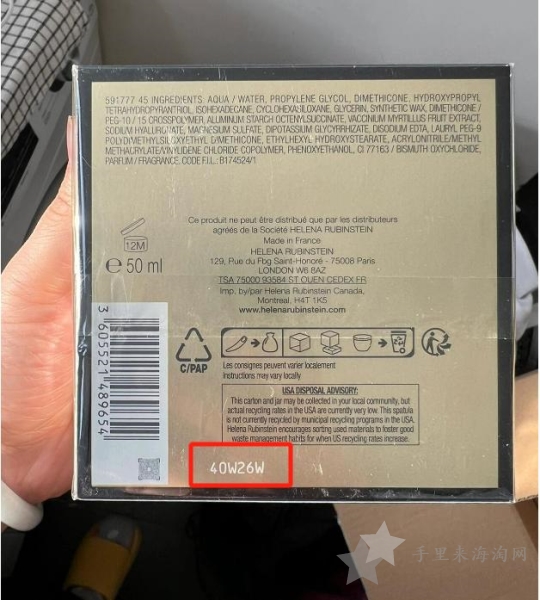 591777 45 INGREDIENTS: AQUA / WATER, PROPYLENE GLYCOL, DIMETHICONE, HYDROXYPROPYL
TETRAHYDROPYRANTRIOL, ISOHEXADECANE, CYCLOHEXASILOXANE, GLYCERIN, SYNTHETIC WAX, DIMETHICONE /
PEG-10 / 15 CROSSPOLYMER, ALUMINUM STARCH OCTENYLSUCCINATE, VACCINIUM MYRTILLUS FRUIT EXTRACT,
SODIUM HYALURONATE, MAGNESIUM SULFATE, DIPOTASSIUM GLYCYRRHIZATE, DISODIUM EDTA, LAURYL PEG-9
POLYDIMETHYLSILOXYETHYL DIMETHICONE, ETHYLHEXYL HYDROXYSTEARATE, ACRYLONITRILE/METHYL
METHACRYLATE/VINYLIDENE CHLORIDE COPOLYMER, PHENOXYETHANOL, CI 77163 / BISMUTH OXYCHLORIDE,
PARFUM / FRAGRANCE, CODE F.I.L.: B174524/1
Ce produit ne peut être distribué que par les distributeurs
agréés de la Société HELENA RUBINSTEIN
Made in France
HELENA RUBINSTEIN
129, Rue du Fbg Saint-Honoré - 75008 Paris
LONDON W6 8AZ
TSA 75000 93584 ST OUEN CEDEX FR
Imp. by/par Helena Rubinstein Canada,
Montreal, H4T 1K5
www.helenarubinstein.com
12M
e 50 ml
3605521489654
C/PAP
Les consignes peuvent varier localement
Instructions may vary locally
USA DISPOSAL ADVISORY:
This carton and jar may be collected in your local community, but
actual recycling rates in the USA are currently very low. This spatula
is not currently recycled by municipal recycling programs in the USA.
Helena Rubinstein encourages sorting used materials to foster good
waste management habits for when US recycling rates increase.
40W26W
手里来海淘网